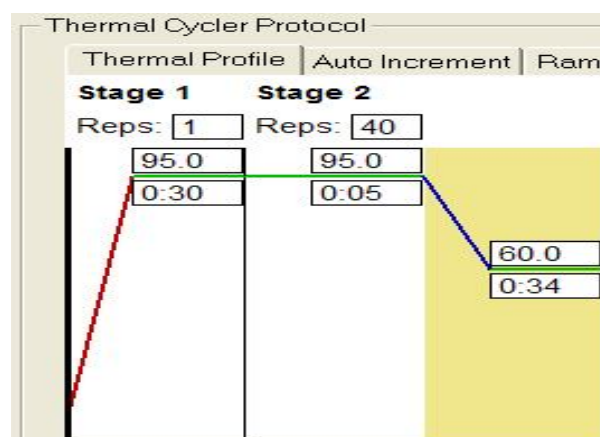 Thermal Cycler Protocol
Thermal Profile Auto Increment Ram
Stage 1 Stage 2
Reps: 1 Reps: 40
95.0 95.0
0:30 0:05
60.0
0:34